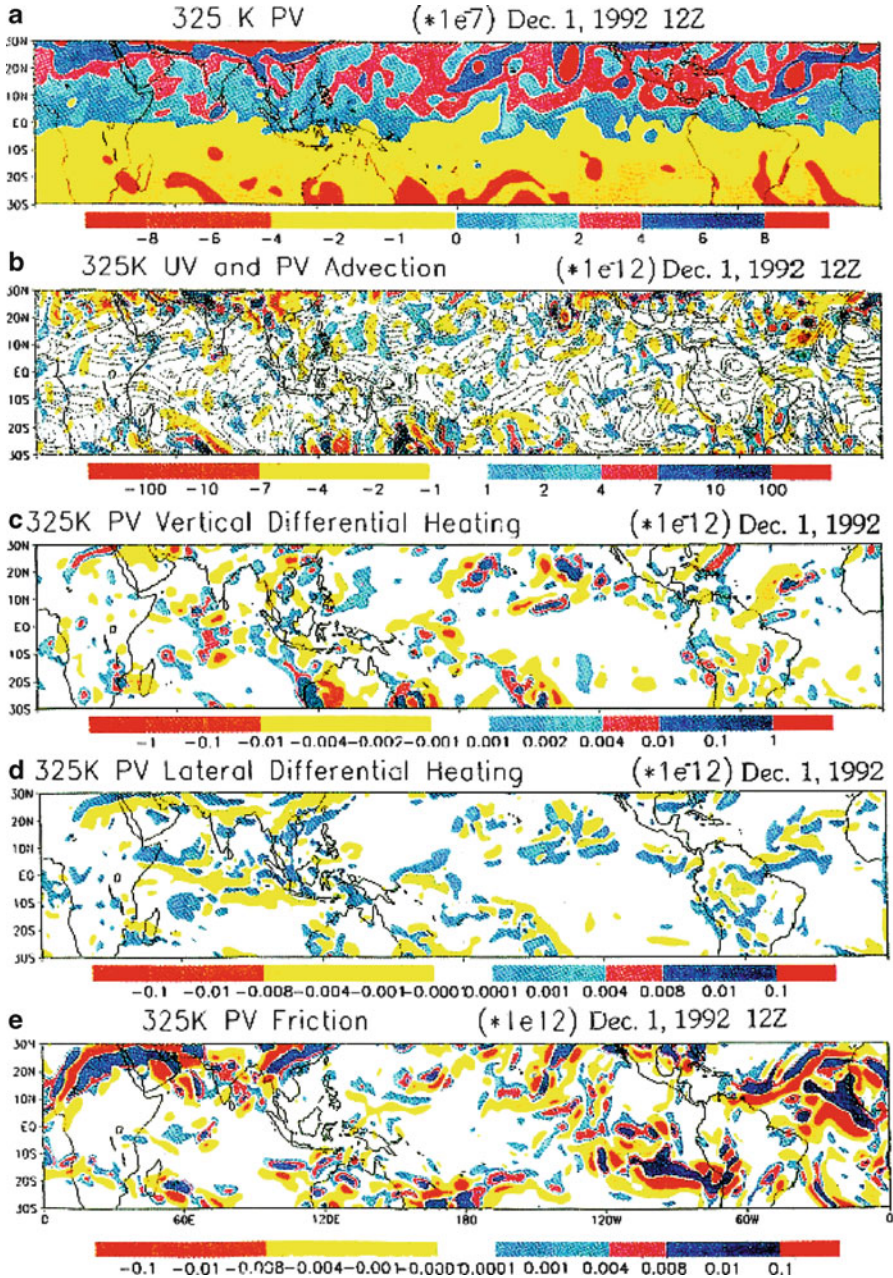 a 325 K PV (*1e-7) Dec. 1, 1992 12Z
30N
20N
10N
EQ
10S
20S
30S
-8 -6 -4 -2 -1 0 1 2 4 6 8
b 325K UV and PV Advection (*1e-12) Dec. 1, 1992 12Z
30N
20N
10N
EQ
10S
20S
30S
-100 -10 -7 -4 -2 -1 1 2 4 7 10 100
c 325K PV Vertical Differential Heating (*1e-12) Dec. 1, 1992
30N
20N
10N
EQ
10S
20S
30S
-1 -0.1 -0.01 -0.004 -0.002 -0.001 0.001 0.002 0.004 0.01 0.1 1
d 325K PV Lateral Differential Heating (*1e-12) Dec. 1, 1992
30N
20N
10N
EQ
10S
20S
30S
-0.1 -0.01 -0.008 -0.004 -0.001 -0.0001 0.0001 0.001 0.004 0.008 0.01 0.1
e 325K PV Friction (*1e12) Dec. 1, 1992 12Z
30N
20N
10N
EQ
10S
20S
30S
0 60E 120E 180 120W 60W 0
-0.1 -0.01 -0.008 -0.004 -0.001 -0.0001 0.0001 0.001 0.004 0.008 0.01 0.1